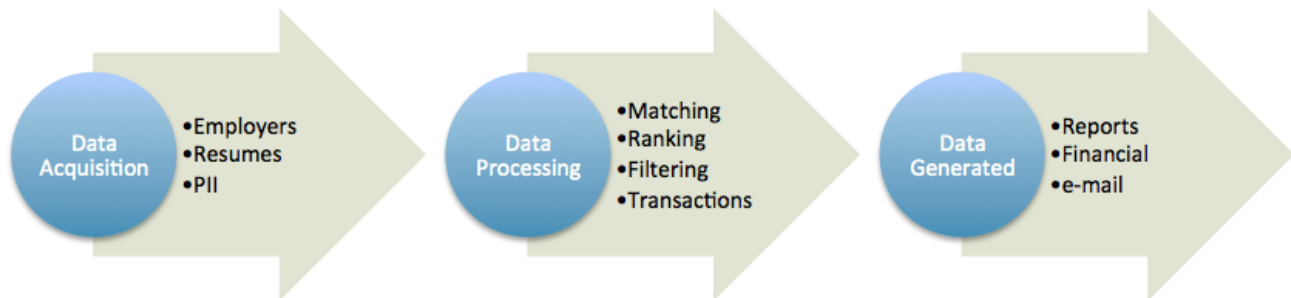 Data
Acquisition
•Employers
•Resumes
•PII
Data
Processing
•Matching
•Ranking
•Filtering
•Transactions
Data
Generated
•Reports
•Financial
•e-mail